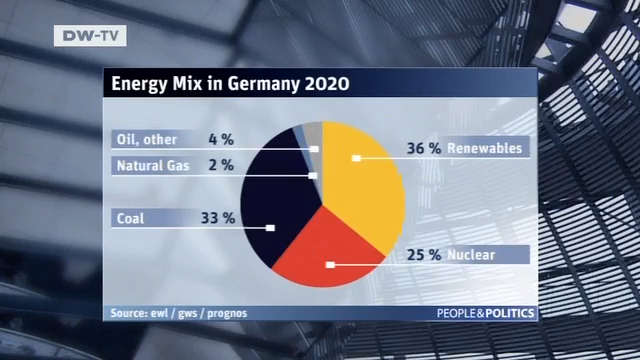 DW-TV
Energy Mix in Germany 2020
Oil, other 4 %
Natural Gas 2 %
Coal 33 %
36 % Renewables
25 % Nuclear
Source: ewl / gws / prognos
PEOPLE&POLITICS